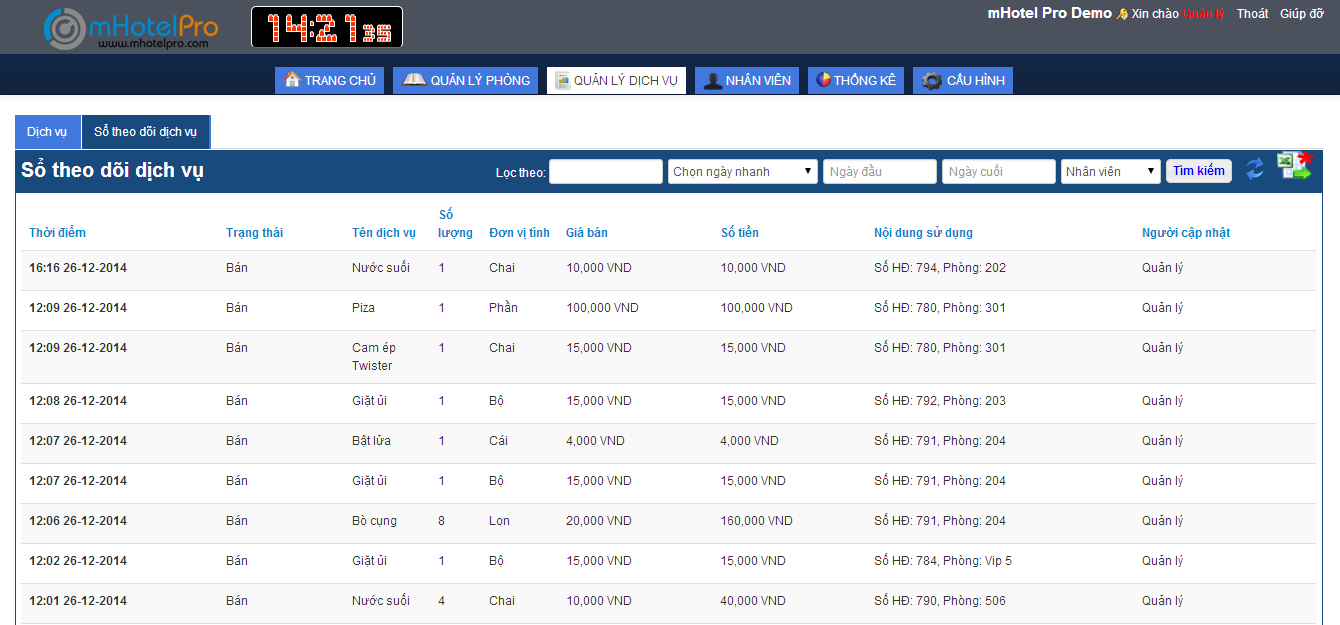 mHotelPro
www.mhotelpro.com
14:21 35
mHotel Pro Demo Xin chào Quản lý Thoát Giúp đỡ
TRANG CHỦ QUẢN LÝ PHÒNG QUẢN LÝ DỊCH VỤ NHÂN VIÊN THỐNG KÊ CẤU HÌNH
Dịch vụ Sổ theo dõi dịch vụ
Sổ theo dõi dịch vụ Lọc theo: Chọn ngày nhanh Ngày đầu Ngày cuối Nhân viên Tìm kiếm
Thời điểm Trạng thái Tên dịch vụ Số lượng Đơn vị tính Giá bán Số tiền Nội dung sử dụng Người cập nhật
16:16 26-12-2014 Bán Nước suối 1 Chai 10,000 VND 10,000 VND Số HĐ: 794, Phòng: 202 Quản lý
12:09 26-12-2014 Bán Piza 1 Phần 100,000 VND 100,000 VND Số HĐ: 780, Phòng: 301 Quản lý
12:09 26-12-2014 Bán Cam ép Twister 1 Chai 15,000 VND 15,000 VND Số HĐ: 780, Phòng: 301 Quản lý
12:08 26-12-2014 Bán Giặt ủi 1 Bộ 15,000 VND 15,000 VND Số HĐ: 792, Phòng: 203 Quản lý
12:07 26-12-2014 Bán Bật lửa 1 Cái 4,000 VND 4,000 VND Số HĐ: 791, Phòng: 204 Quản lý
12:07 26-12-2014 Bán Giặt ủi 1 Bộ 15,000 VND 15,000 VND Số HĐ: 791, Phòng: 204 Quản lý
12:06 26-12-2014 Bán Bò cụng 8 Lon 20,000 VND 160,000 VND Số HĐ: 791, Phòng: 204 Quản lý
12:02 26-12-2014 Bán Giặt ủi 1 Bộ 15,000 VND 15,000 VND Số HĐ: 784, Phòng: Vip 5 Quản lý
12:01 26-12-2014 Bán Nước suối 4 Chai 10,000 VND 40,000 VND Số HĐ: 790, Phòng: 506 Quản lý